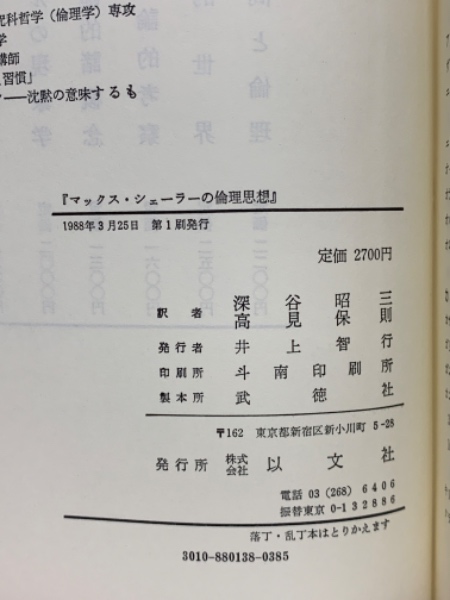 究科哲学（倫理学）専攻
学
講師
習慣」
――沈黙の意味するも
『マックス・シェーラーの倫理思想』
1988年3月25日　第1刷発行
定価 2700円
訳者　深谷昭三
高見保則
発行者　井上智行
印刷所　斗南印刷所
製本所　武徳社
〒162　東京都新宿区新小川町 5-28
発行所　株式会社　以文社
電話 03 (268) 6406
振替東京 0-132886
落丁・乱丁本はとりかえます
3010-880138-0385